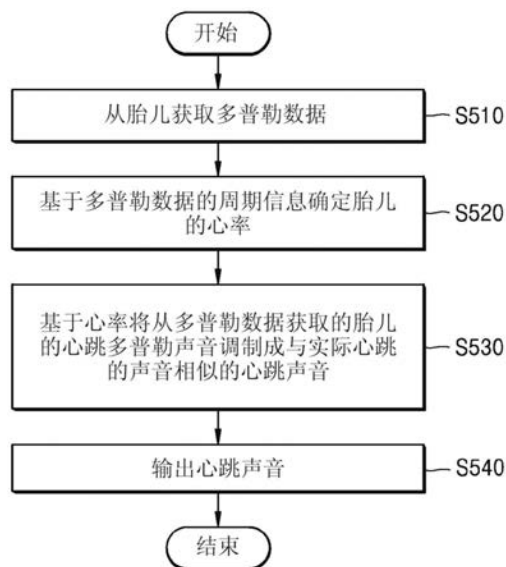 开始
从胎儿获取多普勒数据
S510
基于多普勒数据的周期信息确定胎儿
的心率
S520
基于心率将从多普勒数据获取的胎儿
的心跳多普勒声音调制成与实际心跳
的声音相似的心跳声音
S530
输出心跳声音
S540
结束